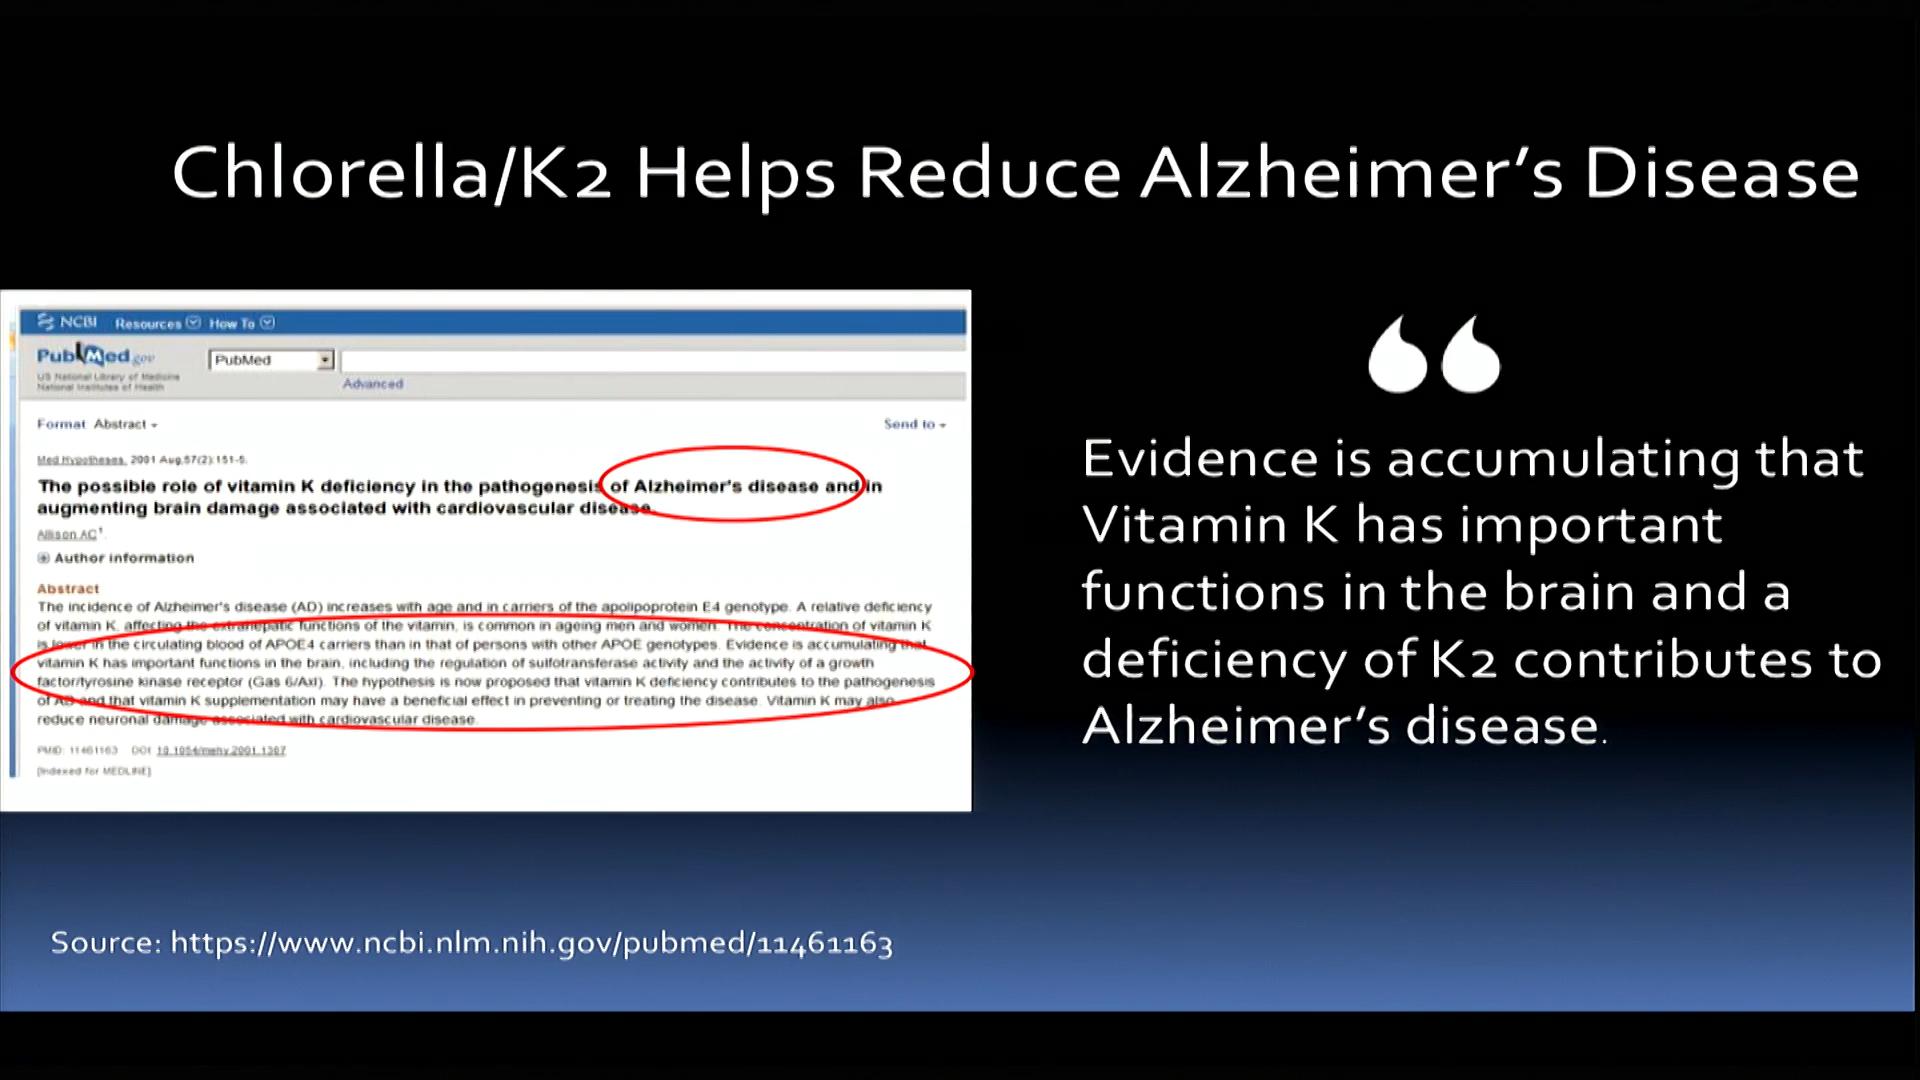 Chlorella/K2 Helps Reduce Alzheimer's Disease
NCBI Resources How To
PubMed.gov
US National Library of Medicine
National Institutes of Health
PubMed
Advanced
Format Abstract
Send to
Med Hypotheses. 2001 Aug;57(2):151-5.
The possible role of vitamin K deficiency in the pathogenesis of Alzheimer's disease and in
augmenting brain damage associated with cardiovascular disease.
Allison AC1.
Author information
Abstract
The incidence of Alzheimer's disease (AD) increases with age and in carriers of the apolipoprotein E4 genotype. A relative deficiency
of vitamin K, affecting the extrahepatic functions of the vitamin, is common in ageing men and women. The concentration of vitamin K
is lower in the circulating blood of APOE4 carriers than in that of persons with other APOE genotypes. Evidence is accumulating that
vitamin K has important functions in the brain, including the regulation of sulfotransferase activity and the activity of a growth
factor/tyrosine kinase receptor (Gas 6/Axl). The hypothesis is now proposed that vitamin K deficiency contributes to the pathogenesis
of AD and that vitamin K supplementation may have a beneficial effect in preventing or treating the disease. Vitamin K may also
reduce neuronal damage associated with cardiovascular disease.
PMID: 11461163 DOI: 10.1054/mehy.2001.1307
[Indexed for MEDLINE]
“
Evidence is accumulating that
Vitamin K has important
functions in the brain and a
deficiency of K2 contributes to
Alzheimer's disease.
Source: https://www.ncbi.nlm.nih.gov/pubmed/11461163